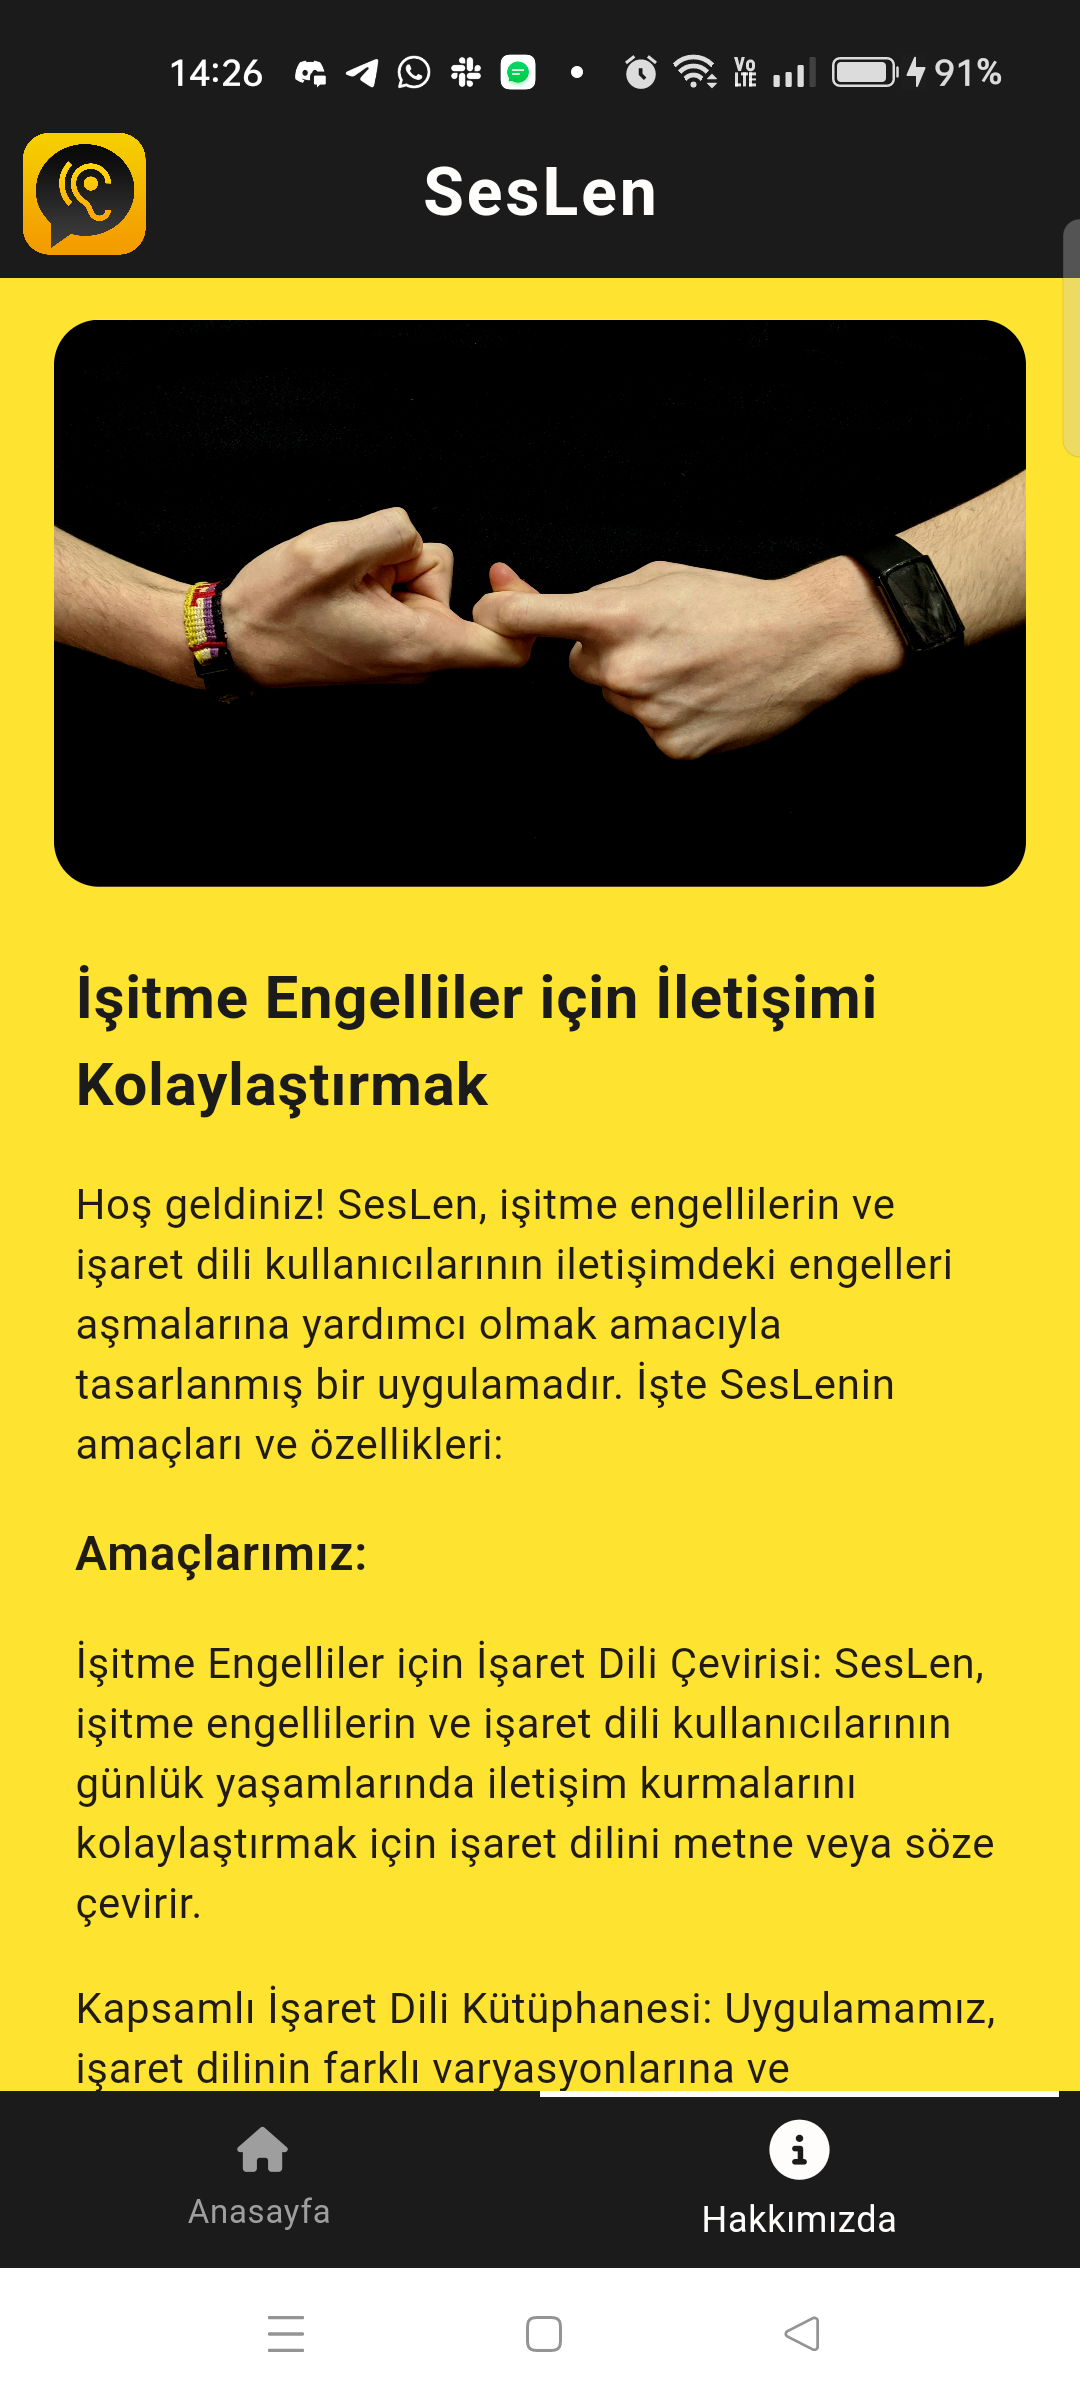 14:26
Vo LTE
91%
SesLen
İşitme Engelliler için İletişimi
Kolaylaştırmak
Hoş geldiniz! SesLen, işitme engellilerin ve
işaret dili kullanıcılarının iletişimdeki engelleri
aşmalarına yardımcı olmak amacıyla
tasarlanmış bir uygulamadır. İşte SesLenin
amaçları ve özellikleri:
Amaçlarımız:
İşitme Engelliler için İşaret Dili Çevirisi: SesLen,
işitme engellilerin ve işaret dili kullanıcılarının
günlük yaşamlarında iletişim kurmalarını
kolaylaştırmak için işaret dilini metne veya söze
çevirir.
Kapsamlı İşaret Dili Kütüphanesi: Uygulamamız,
işaret dilinin farklı varyasyonlarına ve
Anasayfa
Hakkımızda